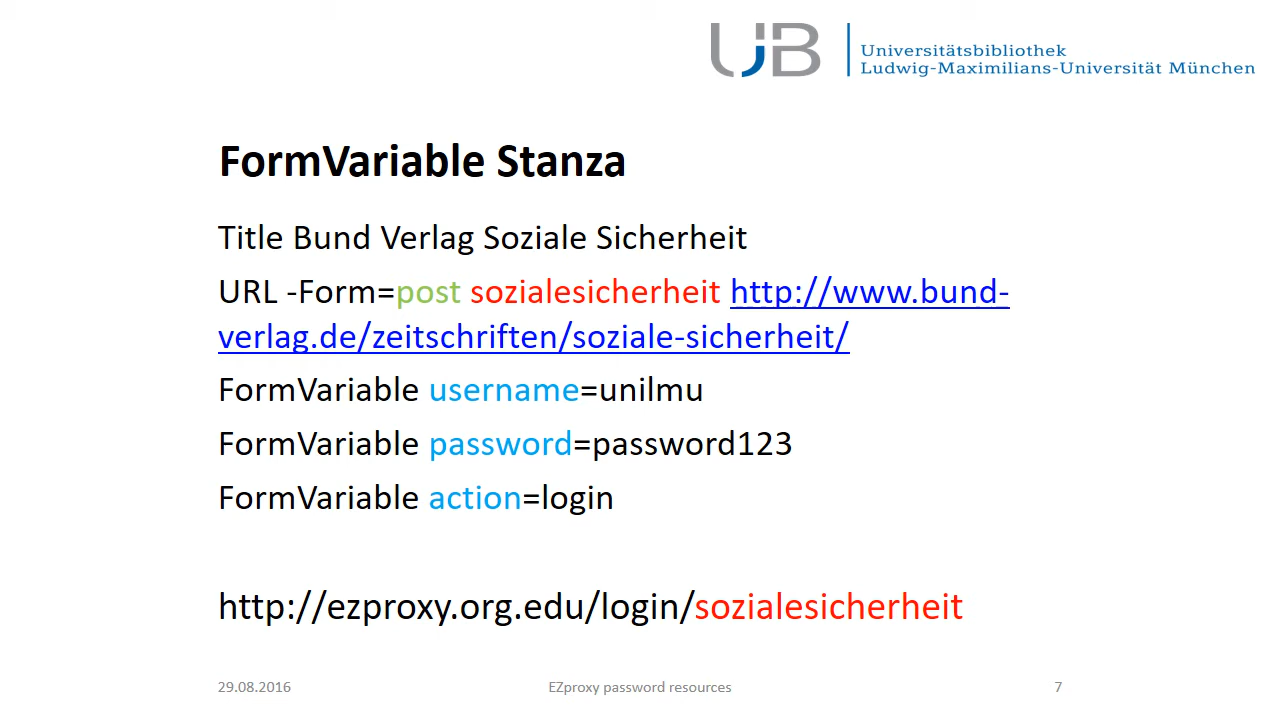 UB
Universitätsbibliothek
Ludwig-Maximilians-Universität München
FormVariable Stanza
Title Bund Verlag Soziale Sicherheit
URL -Form=post sozialesicherheit http://www.bund-
verlag.de/zeitschriften/soziale-sicherheit/
FormVariable username=unilmu
FormVariable password=password123
FormVariable action=login
http://ezproxy.org.edu/login/sozialesicherheit
29.08.2016
EZproxy password resources
7